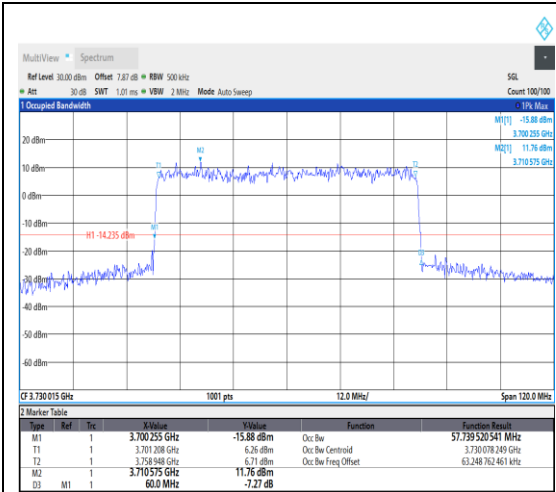 MultiView Spectrum
Ref Level 30.00 dBm Offset 7.87 dB RBW 500 kHz SGL
Att 30 dB SWT 1.01 ms VBW 2 MHz Mode Auto Sweep Count 100/100
1 Occupied Bandwidth 1Pk Max
M1[1] -15.88 dBm
3.700 255 GHz
M2[1] 11.76 dBm
3.710 575 GHz
20 dBm
10 dBm
0 dBm
-10 dBm
-20 dBm
-30 dBm
-40 dBm
-50 dBm
-60 dBm
T1
M2
T2
M1
H1 -14.235 dBm
D3
CF 3.730 015 GHz 1001 pts 12.0 MHz/ Span 120.0 MHz
2 Marker Table
Type Ref Trc X-Value Y-Value Function Function Result
M1 1 3.700 255 GHz -15.88 dBm Occ Bw 57.739 520 541 MHz
T1 1 3.701 208 GHz 6.26 dBm Occ Bw Centroid 3.730 078 249 GHz
T2 1 3.758 948 GHz 6.71 dBm Occ Bw Freq Offset 63.248 762 461 kHz
M2 1 3.710 575 GHz 11.76 dBm
D3 M1 1 60.0 MHz -7.27 dB